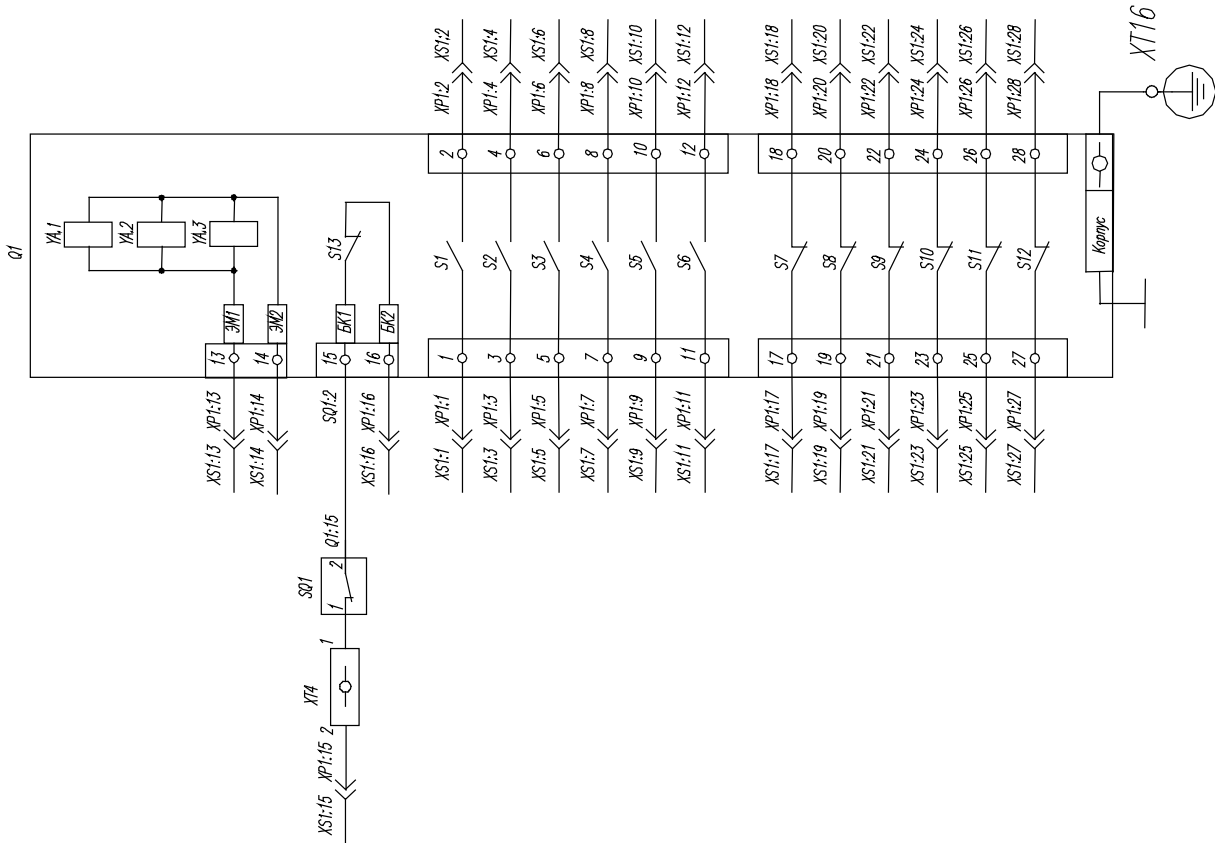 Q1
YA.1
YA.2
YA.3
ЭМ1
ЭМ2
13
14
XP1:13
XP1:14
XS1:13
XS1:14
S13
БК1
БК2
15
16
SQ1:2
XP1:16
XS1:16
Q1:15
SQ1
2
1
1
XT4
2
XP1:15
XS1:15
XS1:2
XS1:4
XS1:6
XS1:8
XS1:10
XS1:12
XP1:2
XP1:4
XP1:6
XP1:8
XP1:10
XP1:12
2
4
6
8
10
12
S1
S2
S3
S4
S5
S6
1
3
5
7
9
11
XP1:1
XP1:3
XP1:5
XP1:7
XP1:9
XP1:11
XS1:1
XS1:3
XS1:5
XS1:7
XS1:9
XS1:11
XS1:18
XS1:20
XS1:22
XS1:24
XS1:26
XS1:28
XP1:18
XP1:20
XP1:22
XP1:24
XP1:26
XP1:28
18
20
22
24
26
28
S7
S8
S9
S10
S11
S12
17
19
21
23
25
27
XP1:17
XP1:19
XP1:21
XP1:23
XP1:25
XP1:27
XS1:17
XS1:19
XS1:21
XS1:23
XS1:25
XS1:27
Корпус
XT16